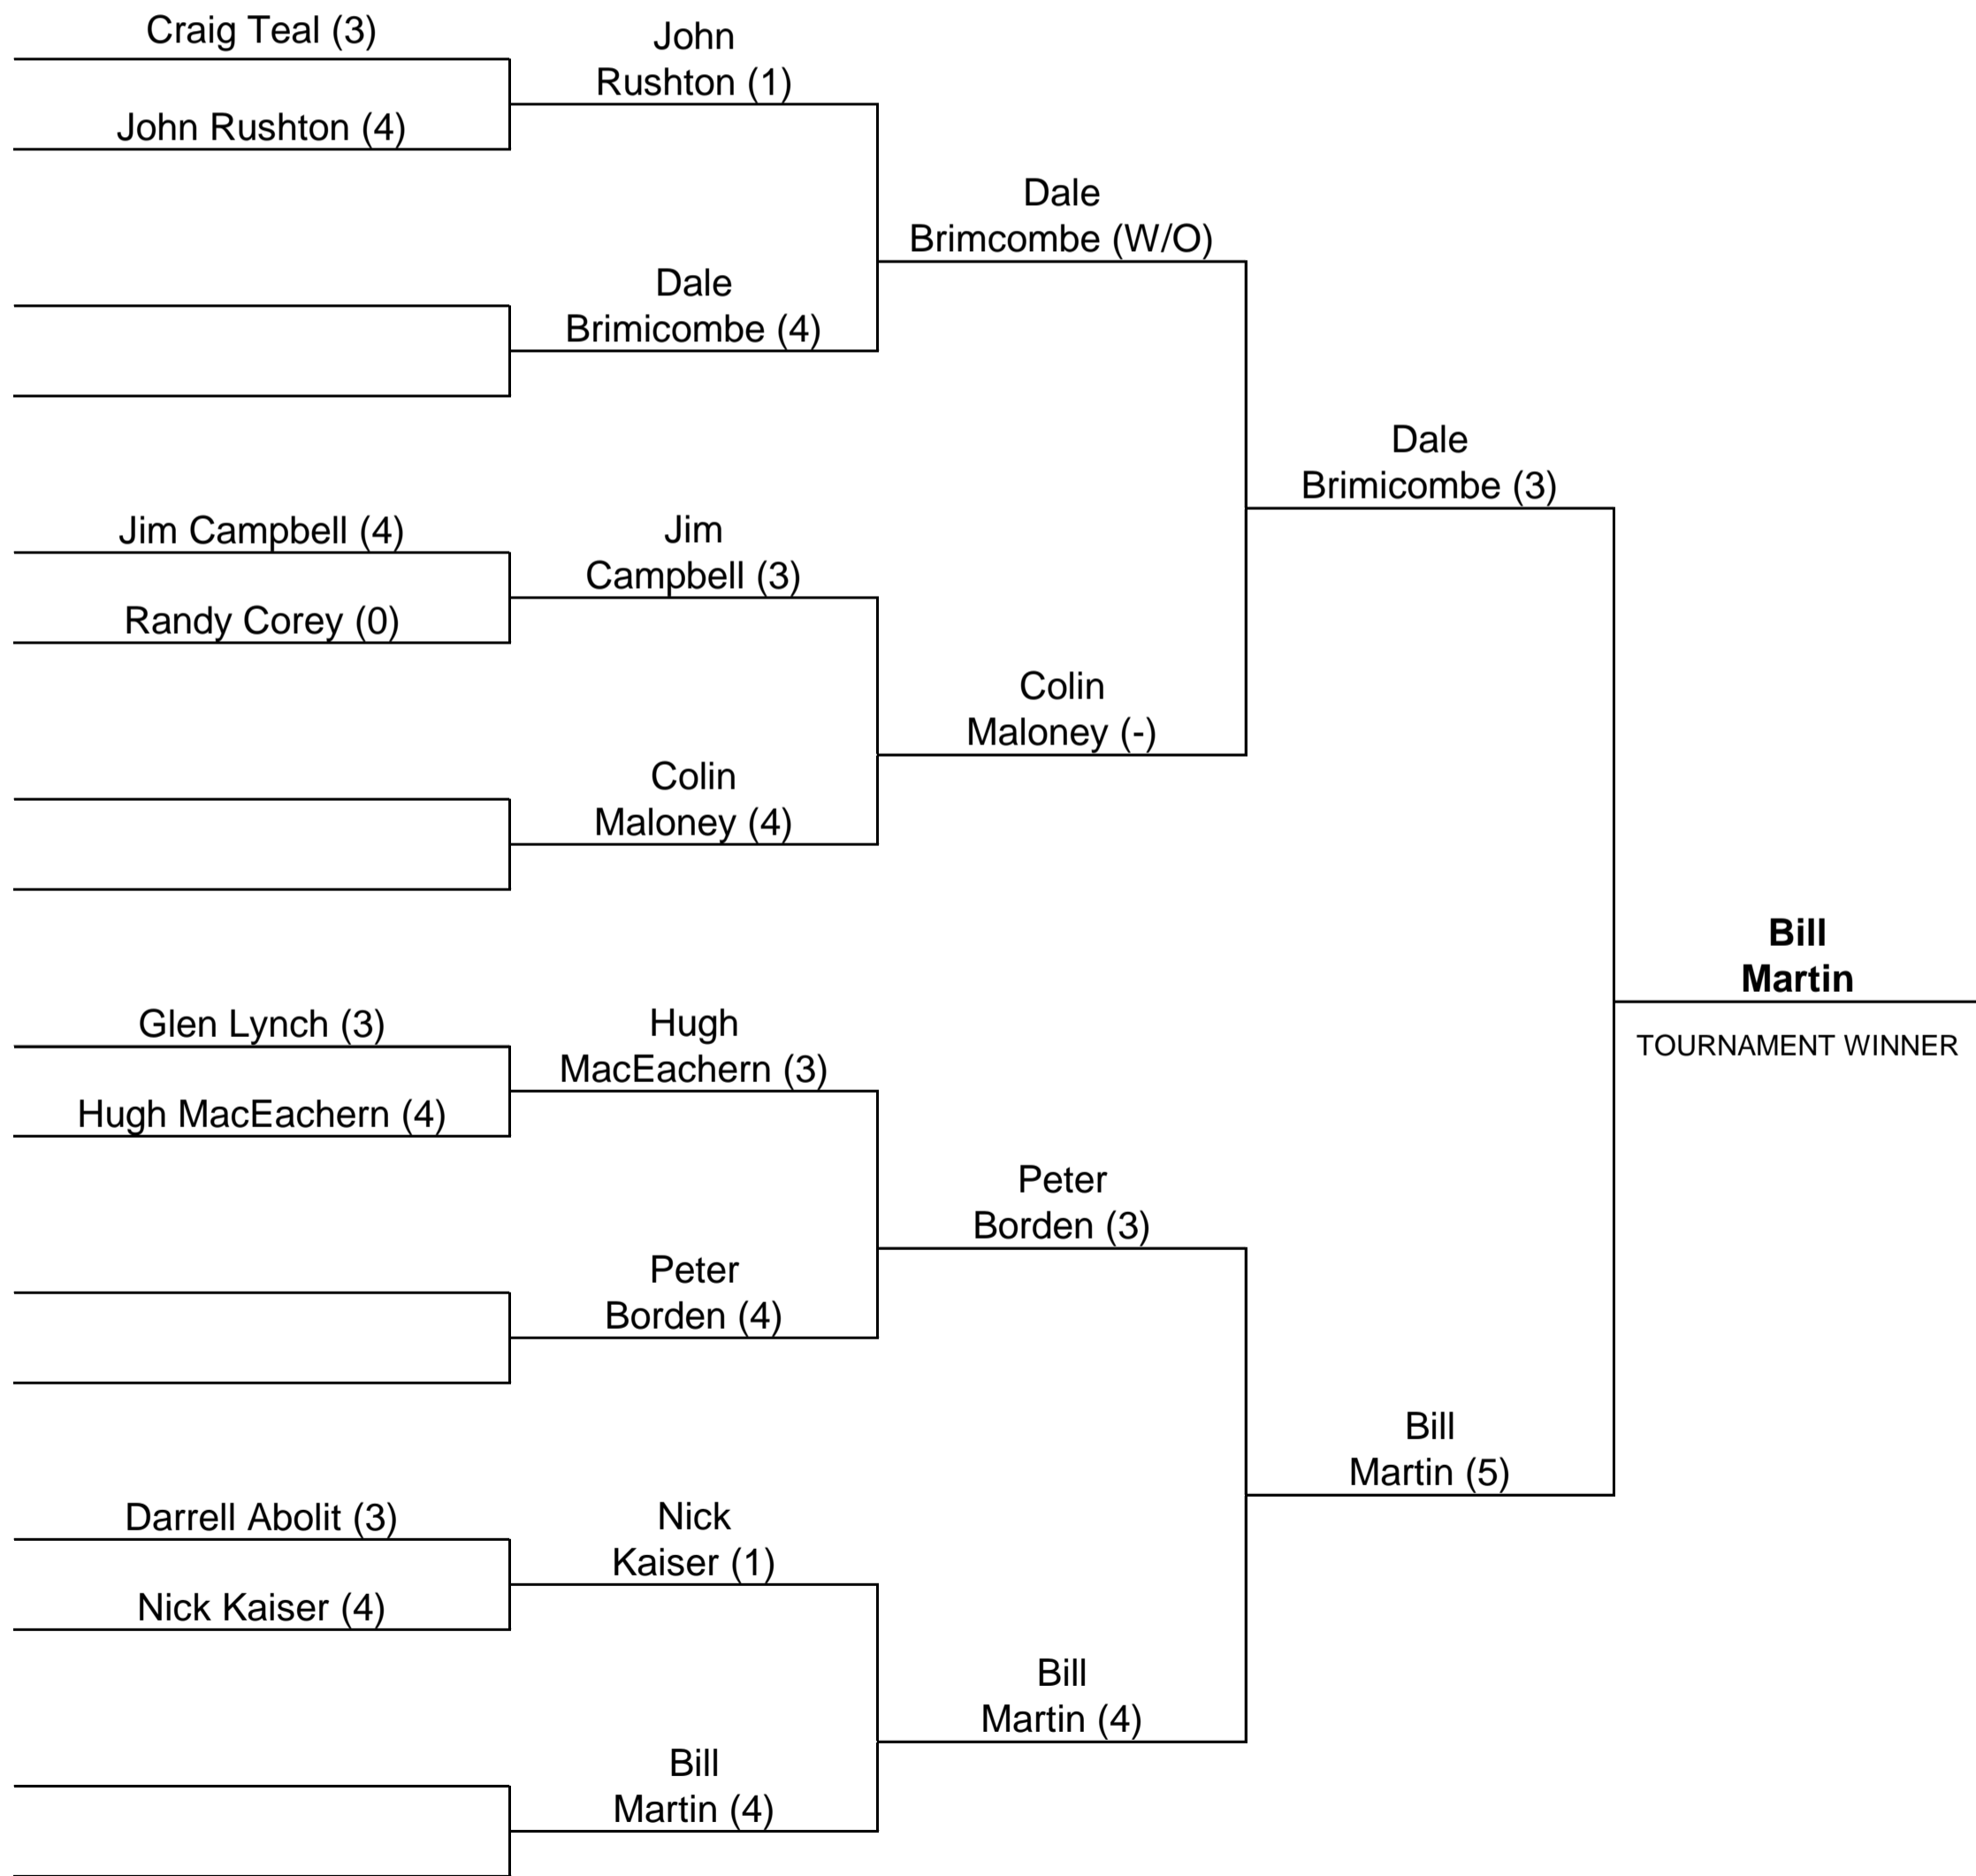 Craig Teal (3)
John Rushton (4)
Jim Campbell (4)
Randy Corey (0)
Glen Lynch (3)
Hugh MacEachern (4)
Darrell Abolit (3)
Nick Kaiser (4)
John
Rushton (1)
Dale
Brimicombe (4)
Jim
Campbell (3)
Colin
Maloney (4)
Hugh
MacEachern (3)
Peter
Borden (4)
Nick
Kaiser (1)
Bill
Martin (4)
Dale
Brimcombe (W/O)
Colin
Maloney (-)
Peter
Borden (3)
Bill
Martin (4)
Dale
Brimicombe (3)
Bill
Martin (5)
Bill
Martin
TOURNAMENT WINNER